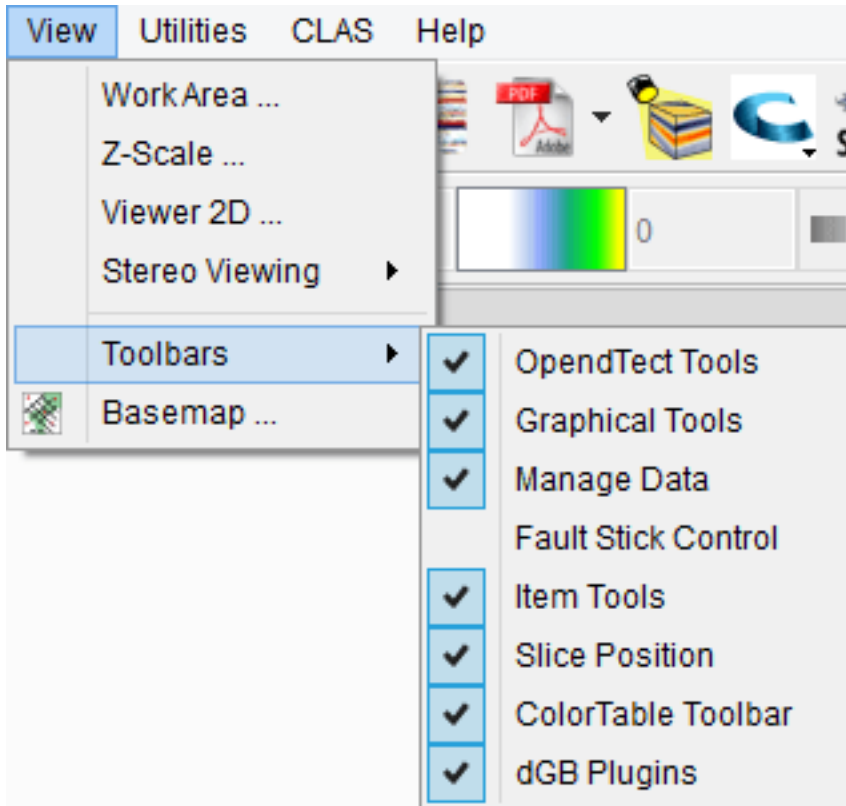 View Utilities CLAS Help
Work Area ...
Z-Scale ...
Viewer 2D ...
Stereo Viewing
Toolbars
Basemap ...
PDF
Adobe
0
OpendTect Tools
Graphical Tools
Manage Data
Fault Stick Control
Item Tools
Slice Position
ColorTable Toolbar
dGB Plugins